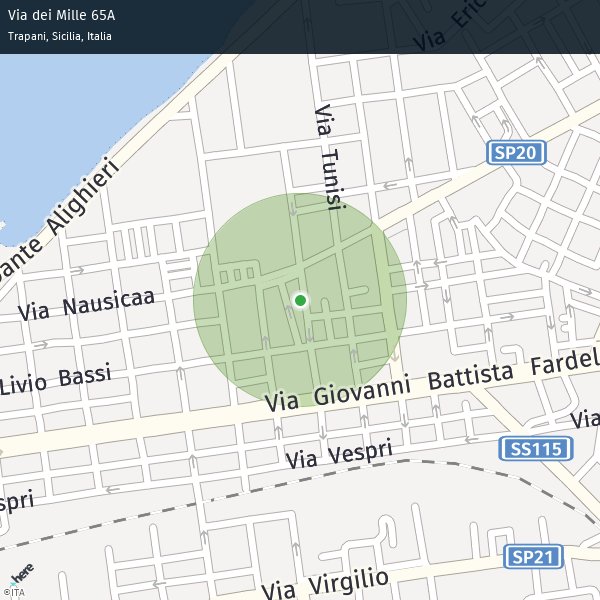 Via dei Mille 65A
Trapani, Sicilia, Italia
Via Eric
Via Tunisi
SP20
Dante Alighieri
Via Nausicaa
Livio Bassi
Via Giovanni Battista Fardel
Via
SS115
Via Vespri
spri
SP21
Via Virgilio
here
©ITA